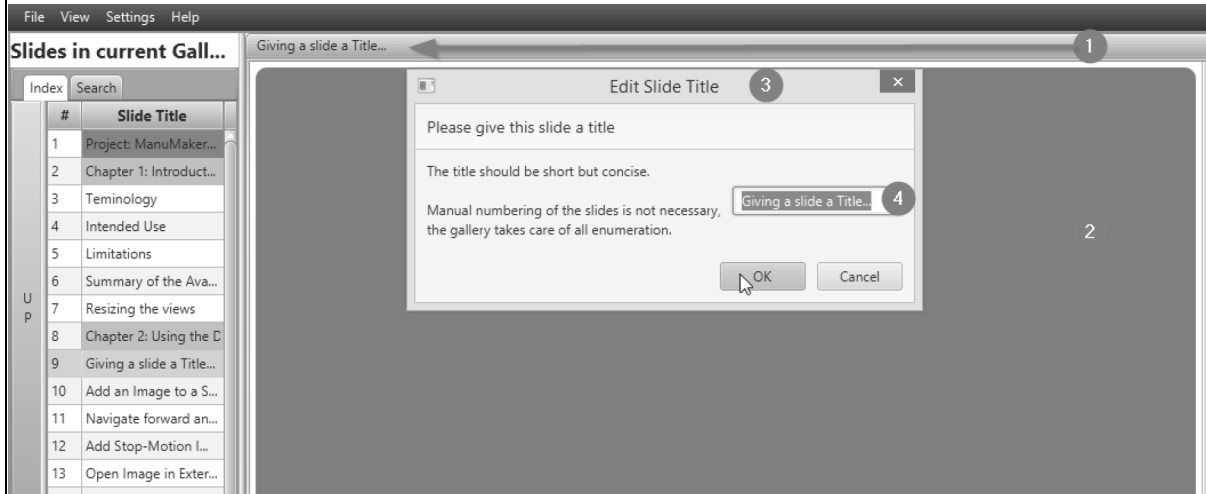 File View Settings Help
Slides in current Gall...
Giving a slide a Title...
1
Index Search
# Slide Title
1 Project: ManuMaker...
2 Chapter 1: Introduct...
3 Teminology
4 Intended Use
5 Limitations
6 Summary of the Ava...
7 Resizing the views
8 Chapter 2: Using the D
9 Giving a slide a Title...
10 Add an Image to a S...
11 Navigate forward an...
12 Add Stop-Motion I...
13 Open Image in Exter...
U
P
Edit Slide Title
3
×
Please give this slide a title
The title should be short but concise.
Manual numbering of the slides is not necessary,
the gallery takes care of all enumeration.
Giving a slide a Title...
4
OK Cancel
2